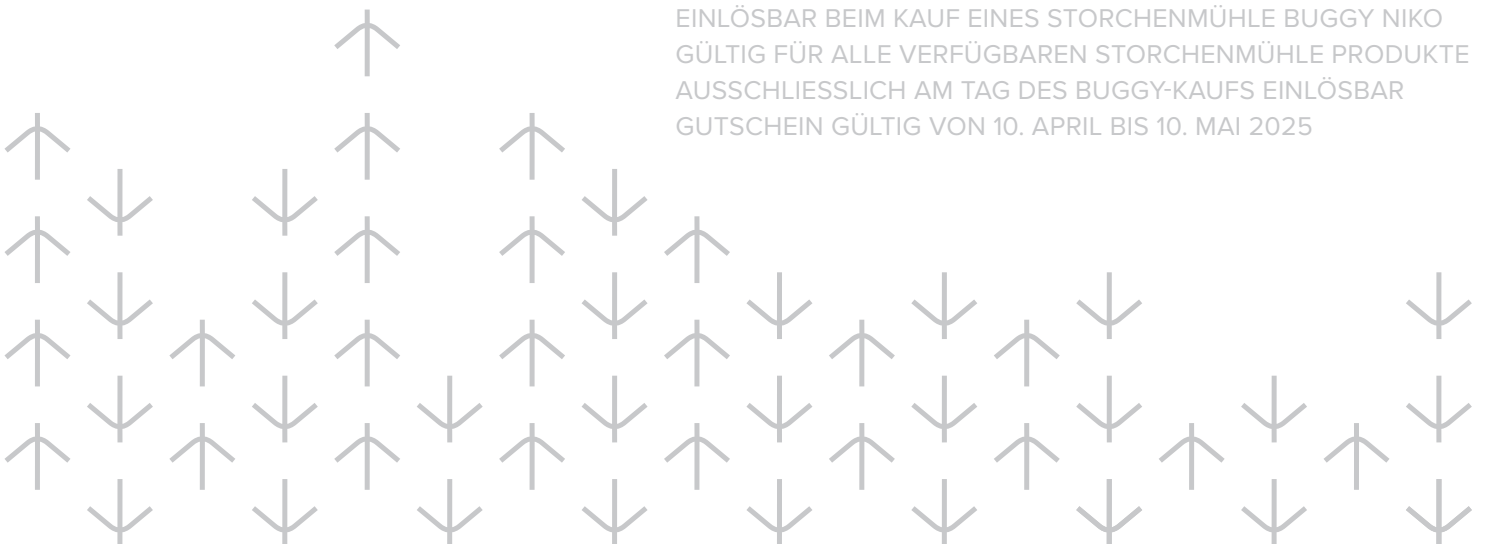 EINLÖSBAR BEIM KAUF EINES STORCHENMÜHLE BUGGY NIKO
GÜLTIG FÜR ALLE VERFÜGBAREN STORCHENMÜHLE PRODUKTE
AUSSCHLIESSLICH AM TAG DES BUGGY-KAUFS EINLÖSBAR
GUTSCHEIN GÜLTIG VON 10. APRIL BIS 10. MAI 2025